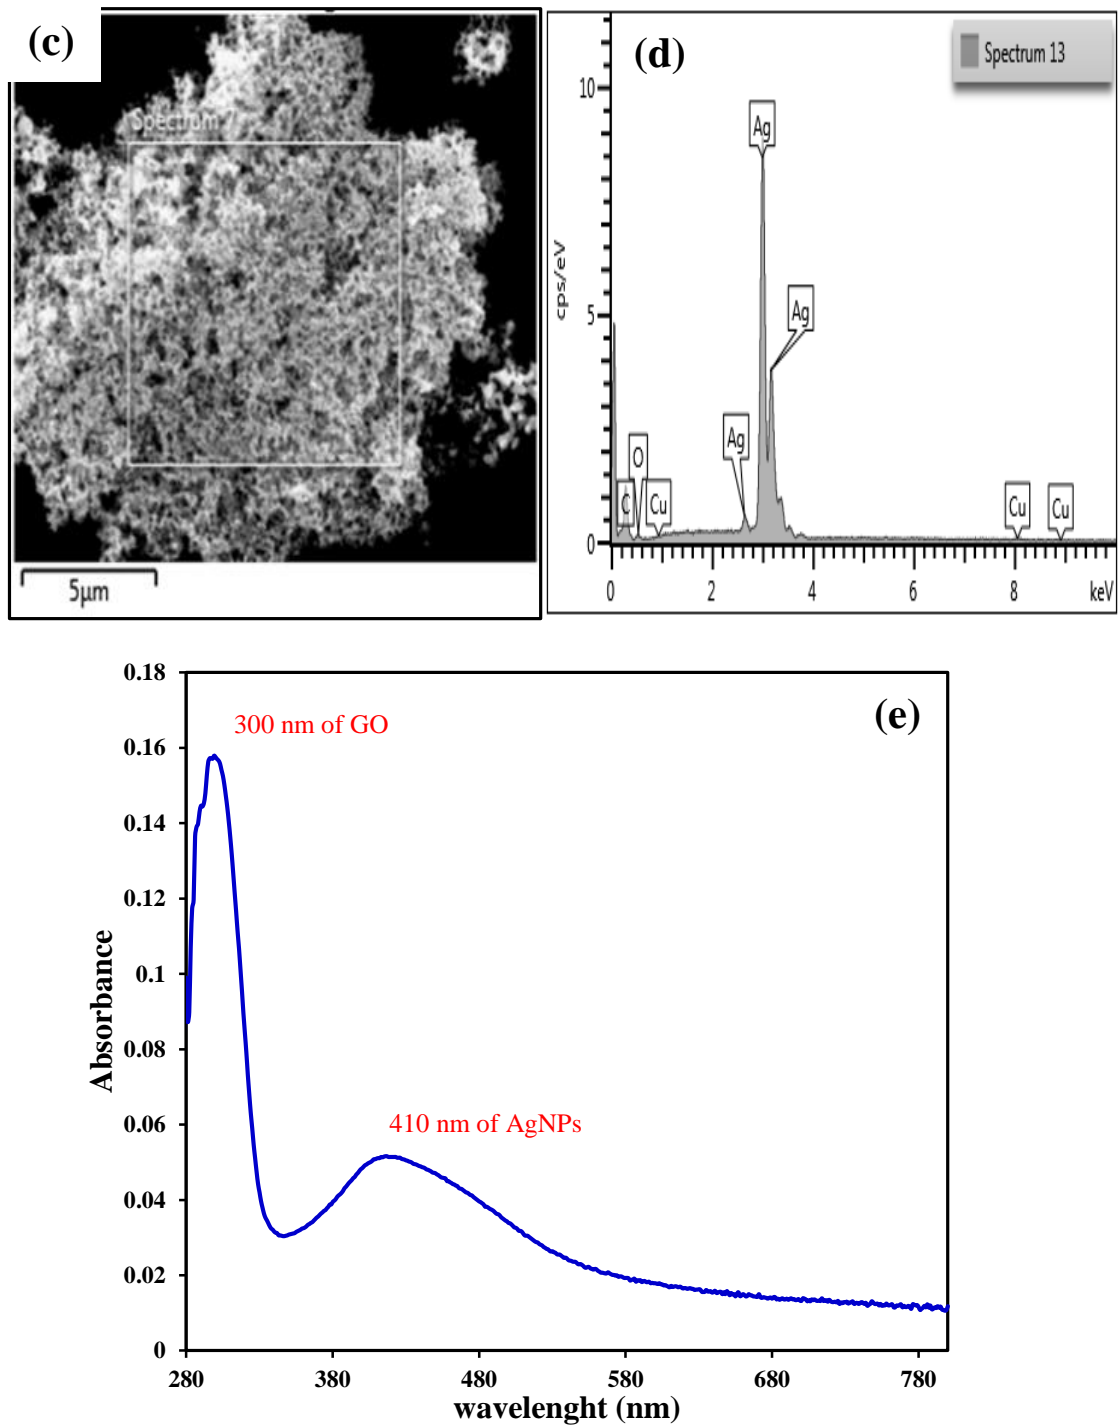 (c)
Spectrum 7
5µm
(d)
Spectrum 13
cps/eV
10
5
0
Ag
Ag
Ag
O
C
Cu
Cu
Cu
0 2 4 6 8 keV
(e)
300 nm of GO
410 nm of AgNPs
Absorbance
0.18
0.16
0.14
0.12
0.1
0.08
0.06
0.04
0.02
0
280 380 480 580 680 780
wavelenght (nm)